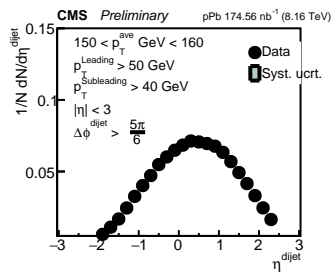 CMS Preliminary pPb 174.56 nb⁻¹ (8.16 TeV)
1/N dN/dη^dijet
0.15
0.1
0.05
150 < p_T^ave GeV < 160
p_T^Leading > 50 GeV
p_T^Subleading > 40 GeV
|η| < 3
Δϕ^dijet > 5π/6
Data
Syst. ucrt.
−3 −2 −1 0 1 2 3
η^dijet